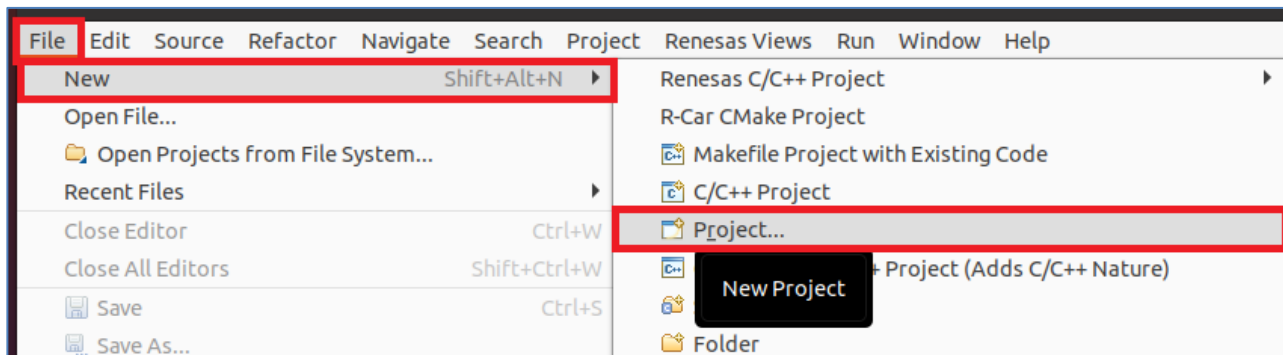 File Edit Source Refactor Navigate Search Project Renesas Views Run Window Help
New Shift+Alt+N
Open File...
Open Projects from File System...
Recent Files
Close Editor Ctrl+W
Close All Editors Shift+Ctrl+W
Save Ctrl+S
Save As...
Renesas C/C++ Project
R-Car CMake Project
Makefile Project with Existing Code
C/C++ Project
Project...
Project (Adds C/C++ Nature)
New Project
Folder